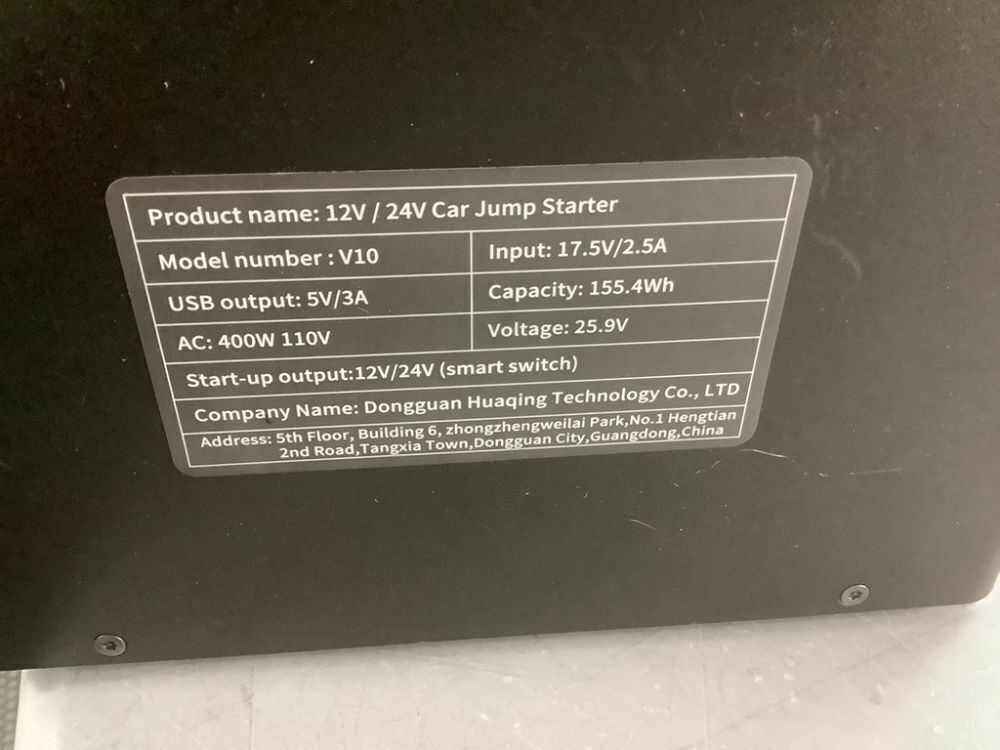 Product name: 12V / 24V Car Jump Starter
Model number : V10
Input: 17.5V/2.5A
USB output: 5V/3A
Capacity: 155.4Wh
AC: 400W 110V
Voltage: 25.9V
Start-up output:12V/24V (smart switch)
Company Name: Dongguan Huaqing Technology Co., LTD
Address: 5th Floor, Building 6, zhongzhengweilai Park,No.1 Hengtian
2nd Road,Tangxia Town,Dongguan City,Guangdong,China